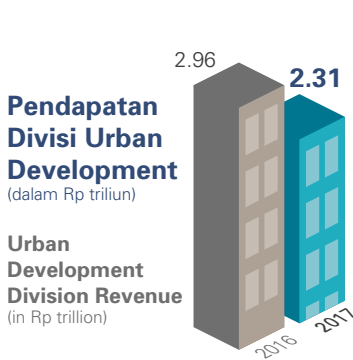 2.96
2.31
Pendapatan
Divisi Urban
Development
(dalam Rp triliun)
Urban
Development
Division Revenue
(in Rp trillion)
2016
2017